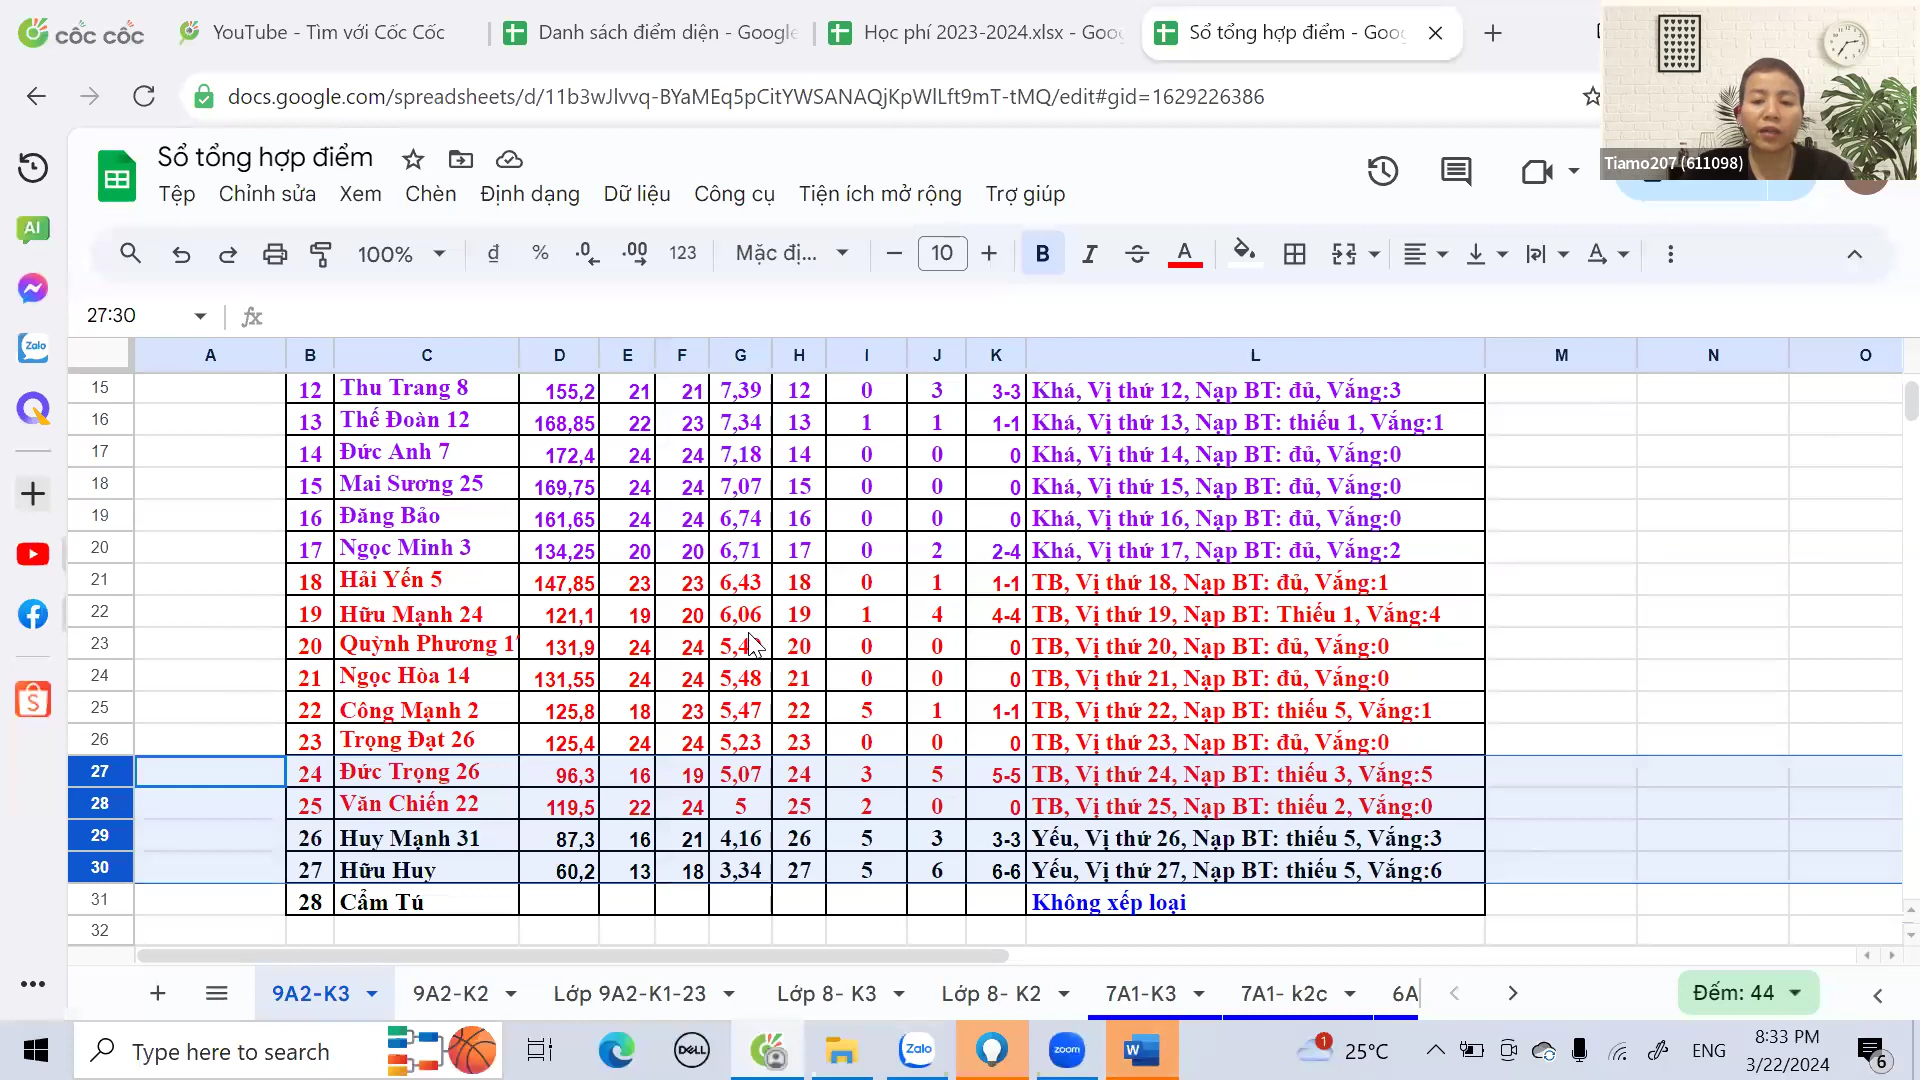 cốc cốc
YouTube - Tìm với Cốc Cốc
Danh sách điểm diện - Google
Học phí 2023-2024.xlsx - Goo
Sổ tổng hợp điểm - Goo
docs.google.com/spreadsheets/d/11b3wJlvvq-BYaMEq5pCitYWSANAQjKpWlLft9mT-tMQ/edit#gid=1629226386
Tiamo207 (611098)
Sổ tổng hợp điểm
Tệp Chỉnh sửa Xem Chèn Định dạng Dữ liệu Công cụ Tiện ích mở rộng Trợ giúp
100% đ % .0 .00 123 Mặc đị... 10 B I A
27:30 fx
A B C D E F G H I J K L M N O
15 12 Thu Trang 8 155,2 21 21 7,39 12 0 3 3-3 Khá, Vị thứ 12, Nạp BT: đủ, Vắng:3
16 13 Thế Đoàn 12 168,85 22 23 7,34 13 1 1 1-1 Khá, Vị thứ 13, Nạp BT: thiếu 1, Vắng:1
17 14 Đức Anh 7 172,4 24 24 7,18 14 0 0 0 Khá, Vị thứ 14, Nạp BT: đủ, Vắng:0
18 15 Mai Sương 25 169,75 24 24 7,07 15 0 0 0 Khá, Vị thứ 15, Nạp BT: đủ, Vắng:0
19 16 Đăng Bảo 161,65 24 24 6,74 16 0 0 0 Khá, Vị thứ 16, Nạp BT: đủ, Vắng:0
20 17 Ngọc Minh 3 134,25 20 20 6,71 17 0 2 2-4 Khá, Vị thứ 17, Nạp BT: đủ, Vắng:2
21 18 Hải Yến 5 147,85 23 23 6,43 18 0 1 1-1 TB, Vị thứ 18, Nạp BT: đủ, Vắng:1
22 19 Hữu Mạnh 24 121,1 19 20 6,06 19 1 4 4-4 TB, Vị thứ 19, Nạp BT: Thiếu 1, Vắng:4
23 20 Quỳnh Phương 131,9 24 24 20 0 0 0 TB, Vị thứ 20, Nạp BT: đủ, Vắng:0
24 21 Ngọc Hòa 14 131,55 24 24 5,48 21 0 0 0 TB, Vị thứ 21, Nạp BT: đủ, Vắng:0
25 22 Công Mạnh 2 125,8 18 23 5,47 22 5 1 1-1 TB, Vị thứ 22, Nạp BT: thiếu 5, Vắng:1
26 23 Trọng Đạt 26 125,4 24 24 5,23 23 0 0 0 TB, Vị thứ 23, Nạp BT: đủ, Vắng:0
27 24 Đức Trọng 26 96,3 16 19 5,07 24 3 5 5-5 TB, Vị thứ 24, Nạp BT: thiếu 3, Vắng:5
28 25 Văn Chiến 22 119,5 22 24 5 25 2 0 0 TB, Vị thứ 25, Nạp BT: thiếu 2, Vắng:0
29 26 Huy Mạnh 31 87,3 16 21 4,16 26 5 3 3-3 Yếu, Vị thứ 26, Nạp BT: thiếu 5, Vắng:3
30 27 Hữu Huy 60,2 13 18 3,34 27 5 6 6-6 Yếu, Vị thứ 27, Nạp BT: thiếu 5, Vắng:6
31 28 Cẩm Tú Không xếp loại
32
9A2-K3 9A2-K2 Lớp 9A2-K1-23 Lớp 8- K3 Lớp 8- K2 7A1-K3 7A1- k2c 6A Đếm: 44
Type here to search DELL Zalo zoom W 1 25°C ENG 8:33 PM
3/22/2024 6
AI
Zalo